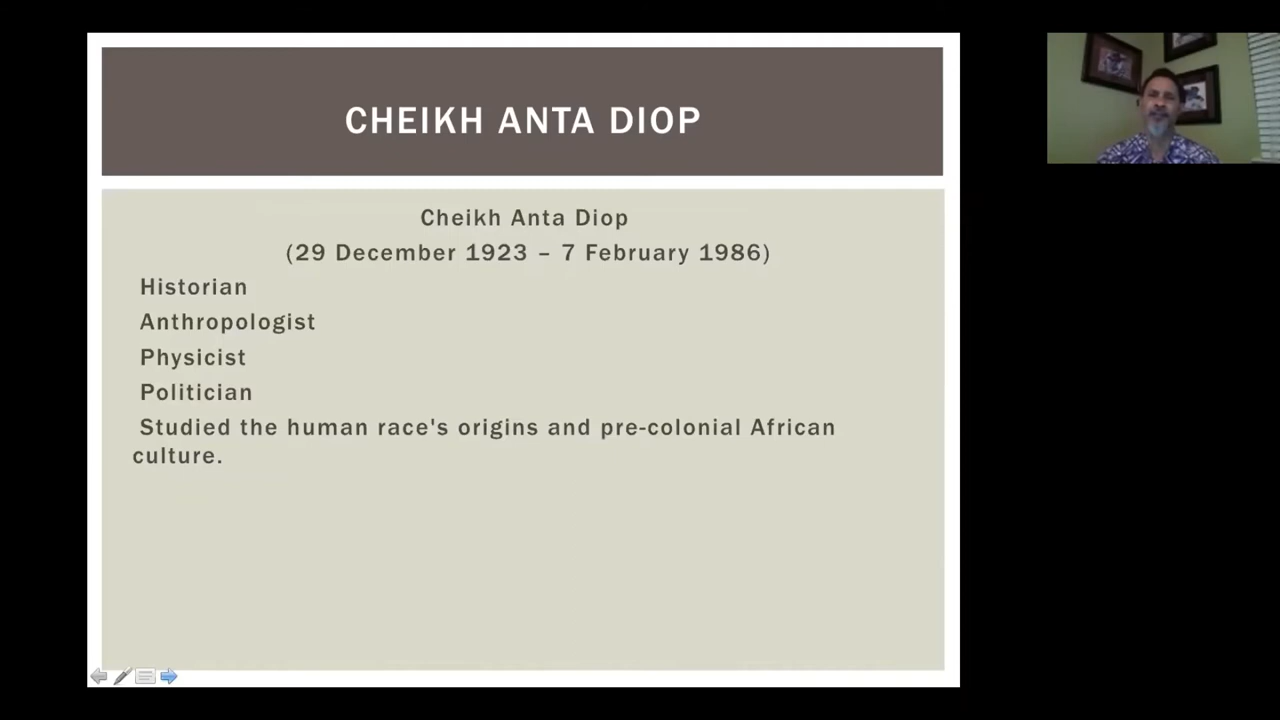 CHEIKH ANTA DIOP
Cheikh Anta Diop
(29 December 1923 – 7 February 1986)
Historian
Anthropologist
Physicist
Politician
Studied the human race's origins and pre-colonial African
culture.